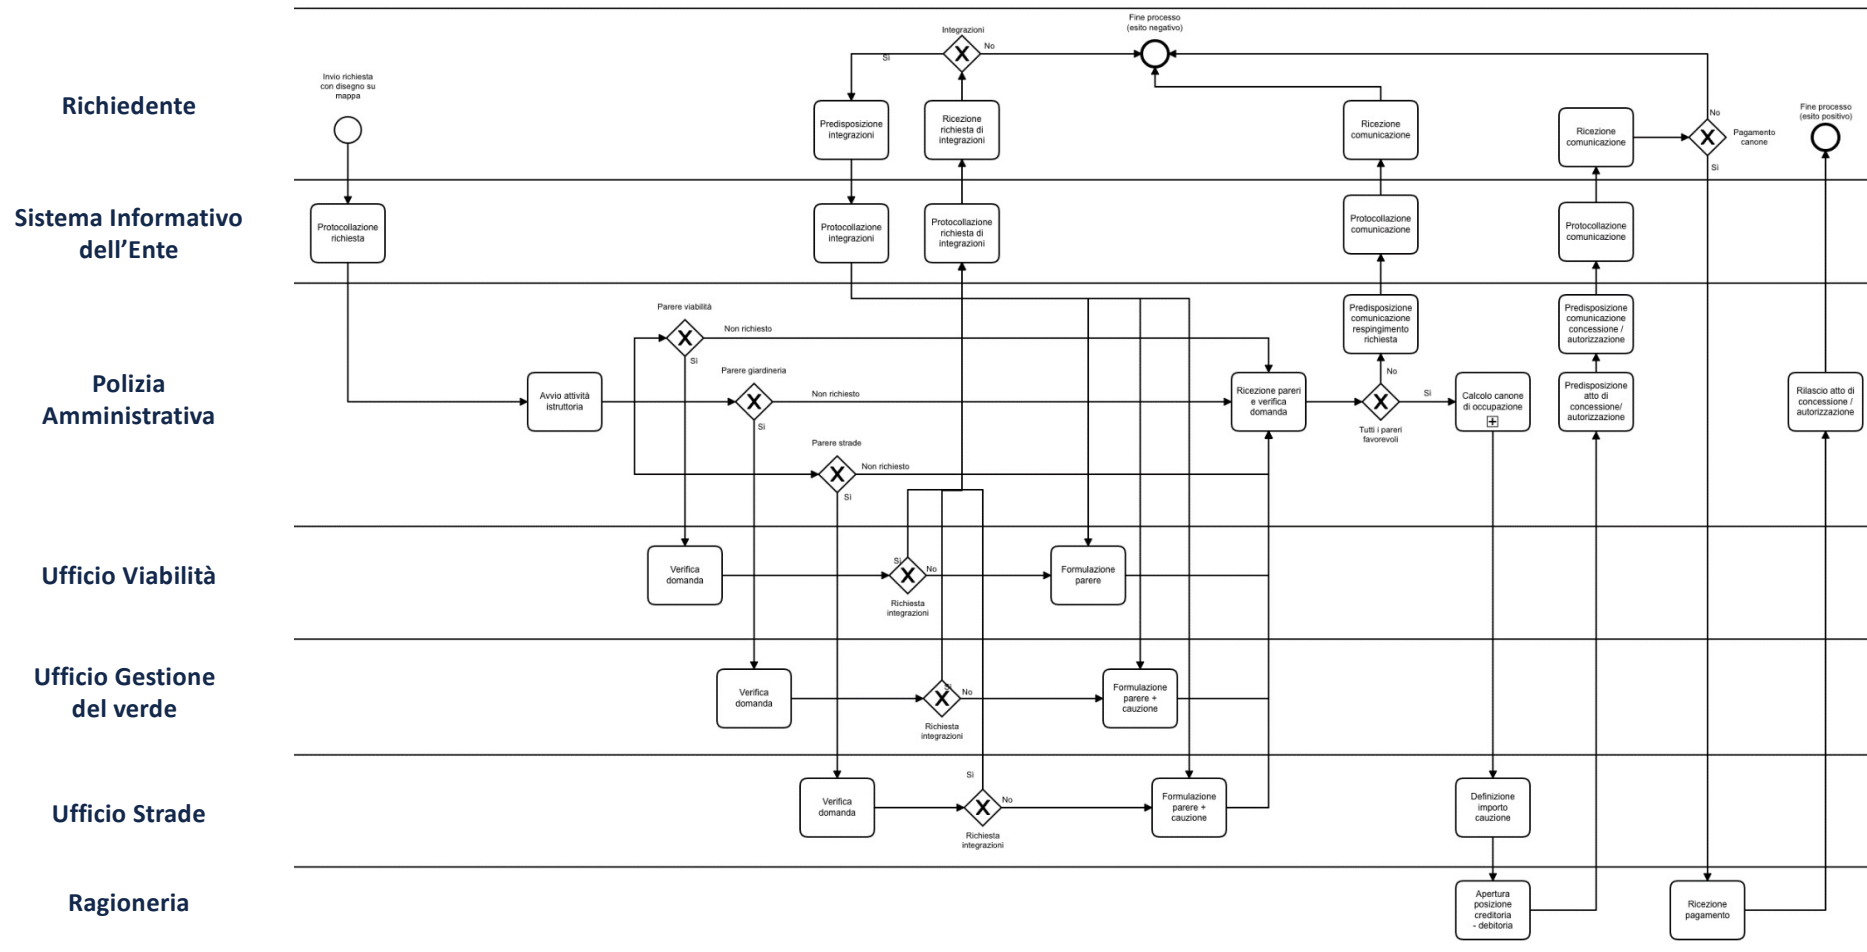 Richiedente
Invio richiesta
con disegno su
mappa
Integrazioni
Sì
No
Fine processo
(esito negativo)
Predisposizione
integrazioni
Ricezione
richiesta di
integrazioni
Ricezione
comunicazione
Ricezione
comunicazione
No
Pagamento
canone
Sì
Fine processo
(esito positivo)
Sistema Informativo
dell'Ente
Protocollazione
richiesta
Protocollazione
integrazioni
Protocollazione
richiesta di
integrazioni
Protocollazione
comunicazione
Protocollazione
comunicazione
Polizia
Amministrativa
Avvio attività
istruttoria
Parere viabilità
Non richiesto
Sì
Parere giardineria
Non richiesto
Sì
Parere strade
Non richiesto
Sì
Ricezione pareri
e verifica
domanda
Predisposizione
comunicazione
respingimento
richiesta
No
Tutti i pareri
favorevoli
Sì
Calcolo canone
di occupazione
Predisposizione
comunicazione
concessione /
autorizzazione
Predisposizione
atto di
concessione/
autorizzazione
Rilascio atto di
concessione /
autorizzazione
Ufficio Viabilità
Verifica
domanda
Sì
No
Richiesta
integrazioni
Formulazione
parere
Ufficio Gestione
del verde
Verifica
domanda
Sì
No
Richiesta
integrazioni
Formulazione
parere +
cauzione
Ufficio Strade
Verifica
domanda
Sì
No
Richiesta
integrazioni
Formulazione
parere +
cauzione
Definizione
importo
cauzione
Ragioneria
Apertura
posizione
creditoria
- debitoria
Ricezione
pagamento